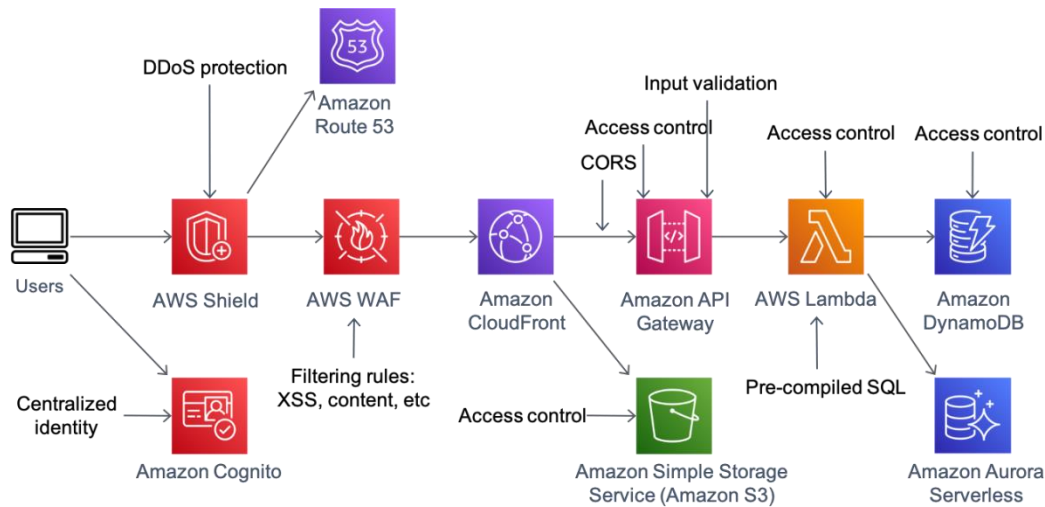 53
DDoS protection
Amazon
Route 53
Input validation
Access control
CORS
Access control
Access control
</>
Users
AWS Shield
AWS WAF
Amazon
CloudFront
Amazon API
Gateway
AWS Lambda
Amazon
DynamoDB
Centralized
identity
Filtering rules:
XSS, content, etc
Access control
Pre-compiled SQL
Amazon Cognito
Amazon Simple Storage
Service (Amazon S3)
Amazon Aurora
Serverless